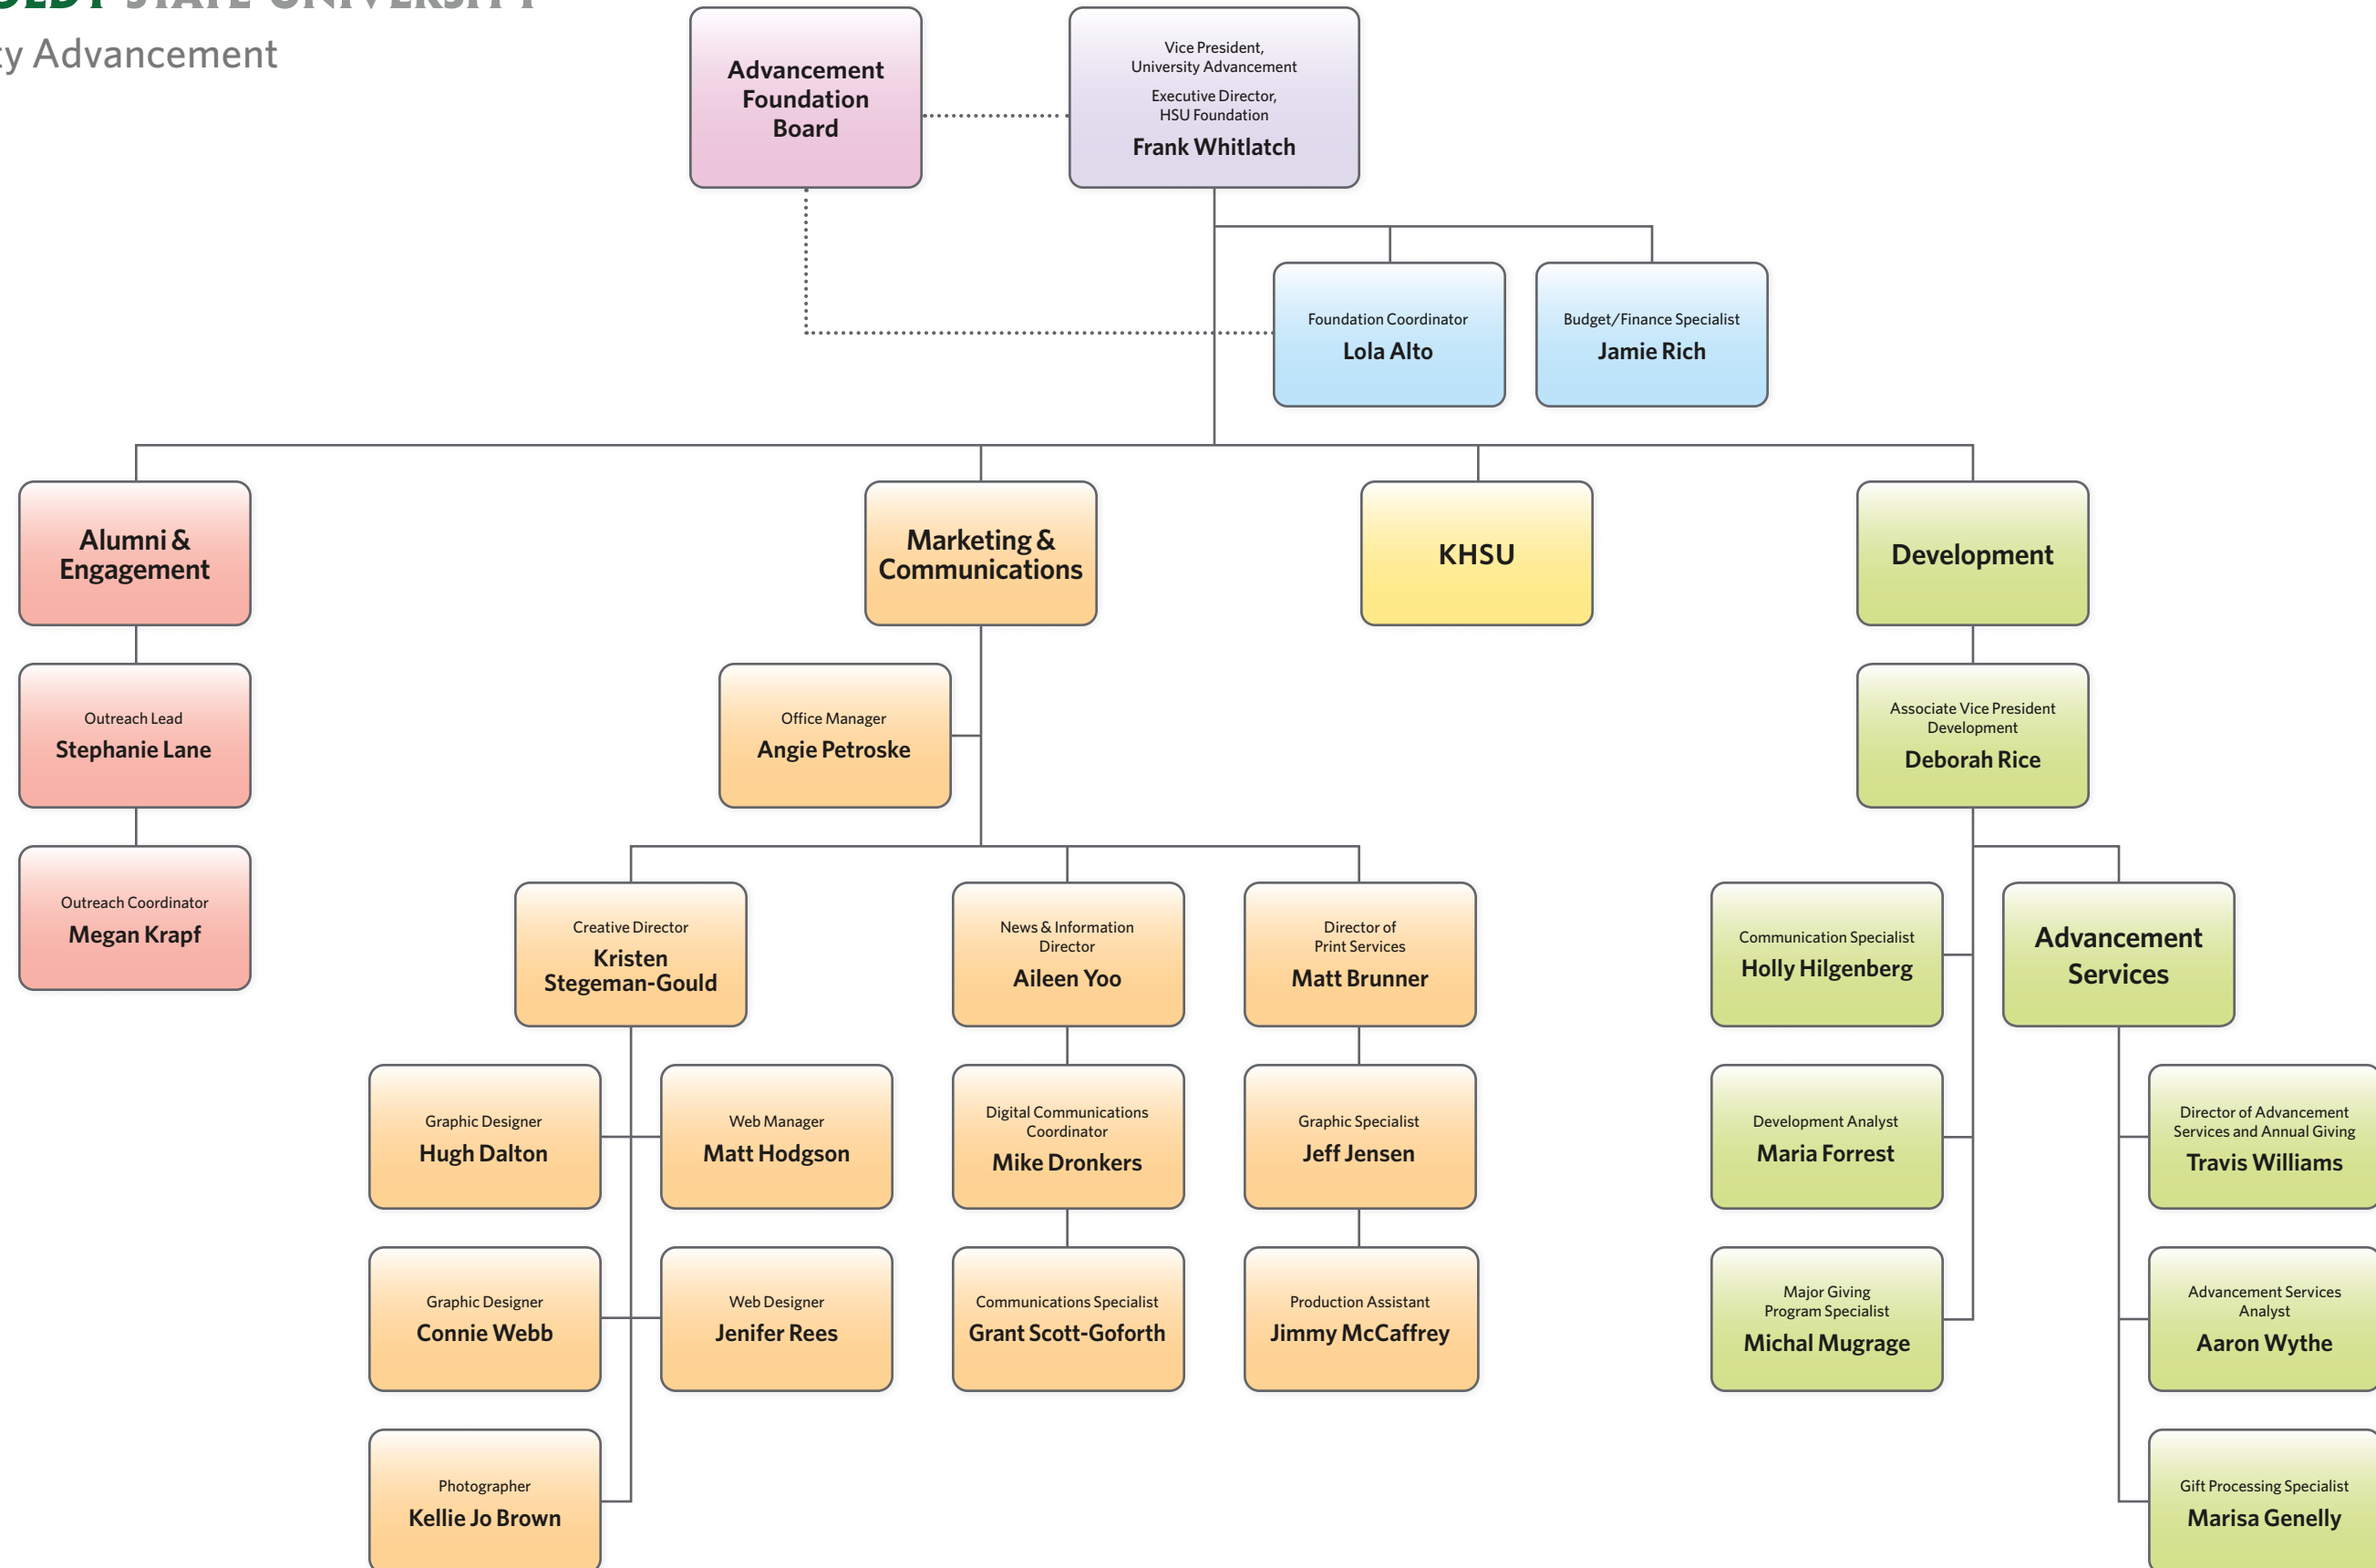 STATE UNIVERSITY
Advancement
Advancement
Foundation
Board
Vice President,
University Advancement
Executive Director,
HSU Foundation
Frank Whitlatch
Foundation Coordinator
Lola Alto
Budget/Finance Specialist
Jamie Rich
Alumni &
Engagement
Marketing &
Communications
KHSU
Development
Outreach Lead
Stephanie Lane
Office Manager
Angie Petroske
Associate Vice President
Development
Deborah Rice
Outreach Coordinator
Megan Krapf
Creative Director
Kristen
Stegeman-Gould
News & Information
Director
Aileen Yoo
Director of
Print Services
Matt Brunner
Communication Specialist
Holly Hilgenberg
Advancement
Services
Graphic Designer
Hugh Dalton
Web Manager
Matt Hodgson
Digital Communications
Coordinator
Mike Dronkers
Graphic Specialist
Jeff Jensen
Development Analyst
Maria Forrest
Director of Advancement
Services and Annual Giving
Travis Williams
Graphic Designer
Connie Webb
Web Designer
Jenifer Rees
Communications Specialist
Grant Scott-Goforth
Production Assistant
Jimmy McCaffrey
Major Giving
Program Specialist
Michal Mugrage
Advancement Services
Analyst
Aaron Wythe
Photographer
Kellie Jo Brown
Gift Processing Specialist
Marisa Genelly